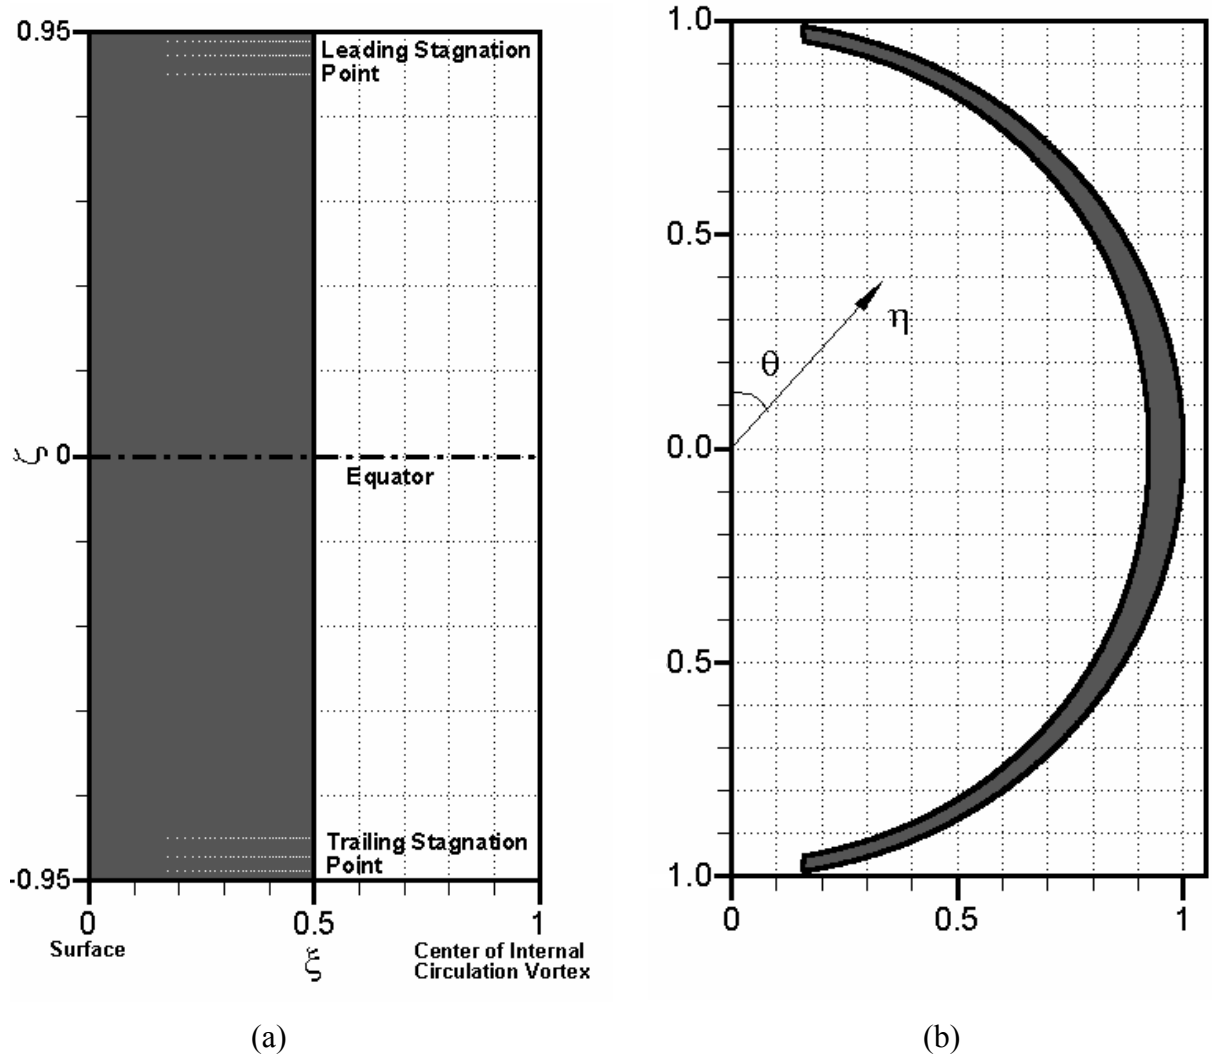 0.95
Leading Stagnation
Point
ζ 0
Equator
Trailing Stagnation
Point
-0.95
0 0.5 1
Surface
ξ
Center of Internal
Circulation Vortex
(a)
1.0
0.5
θ
η
0.0
0.5
1.0
0 0.5 1
(b)